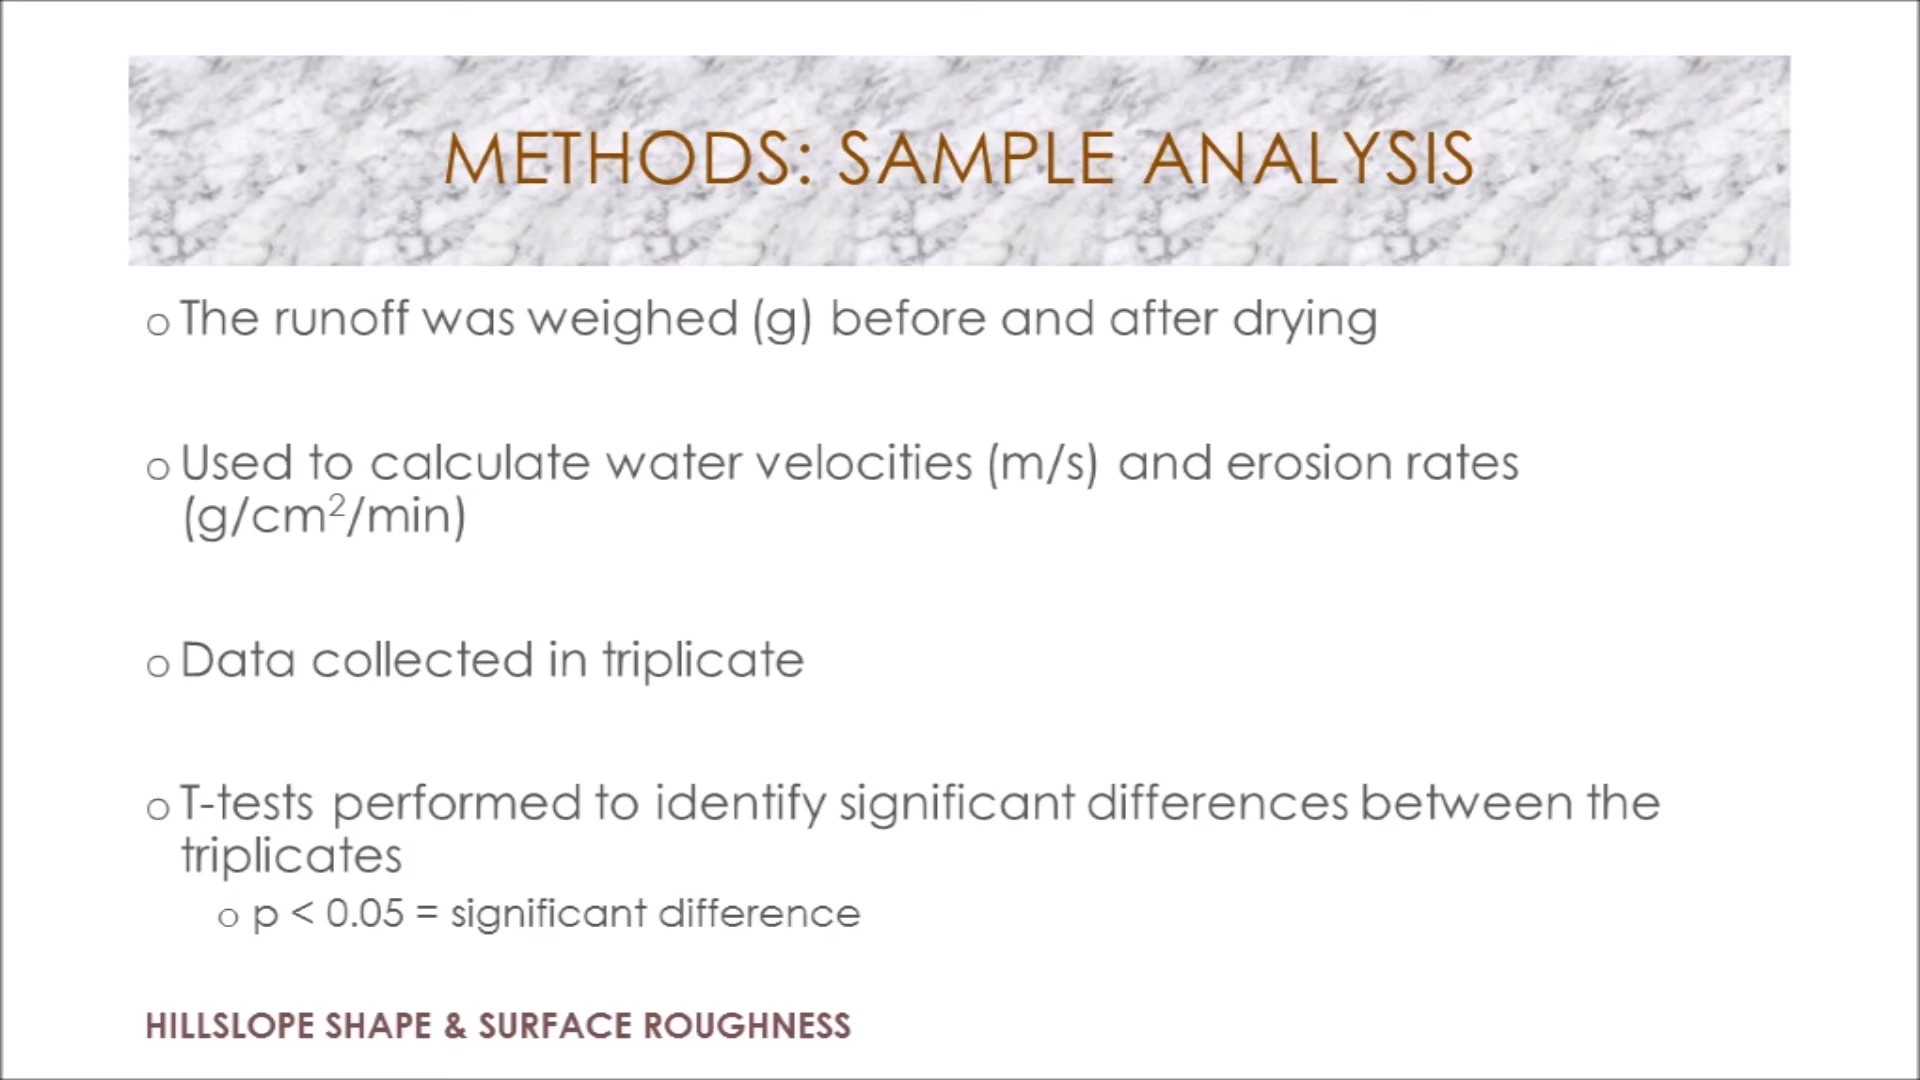 METHODS: SAMPLE ANALYSIS
o The runoff was weighed (g) before and after drying
o Used to calculate water velocities (m/s) and erosion rates
(g/cm²/min)
o Data collected in triplicate
o T-tests performed to identify significant differences between the
triplicates
o p < 0.05 = significant difference
HILLSLOPE SHAPE & SURFACE ROUGHNESS